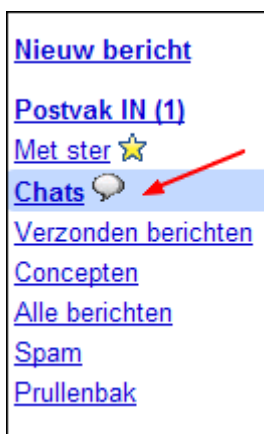 Nieuw bericht
Postvak IN (1)
Met ster
Chats
Verzonden berichten
Concepten
Alle berichten
Spam
Prullenbak